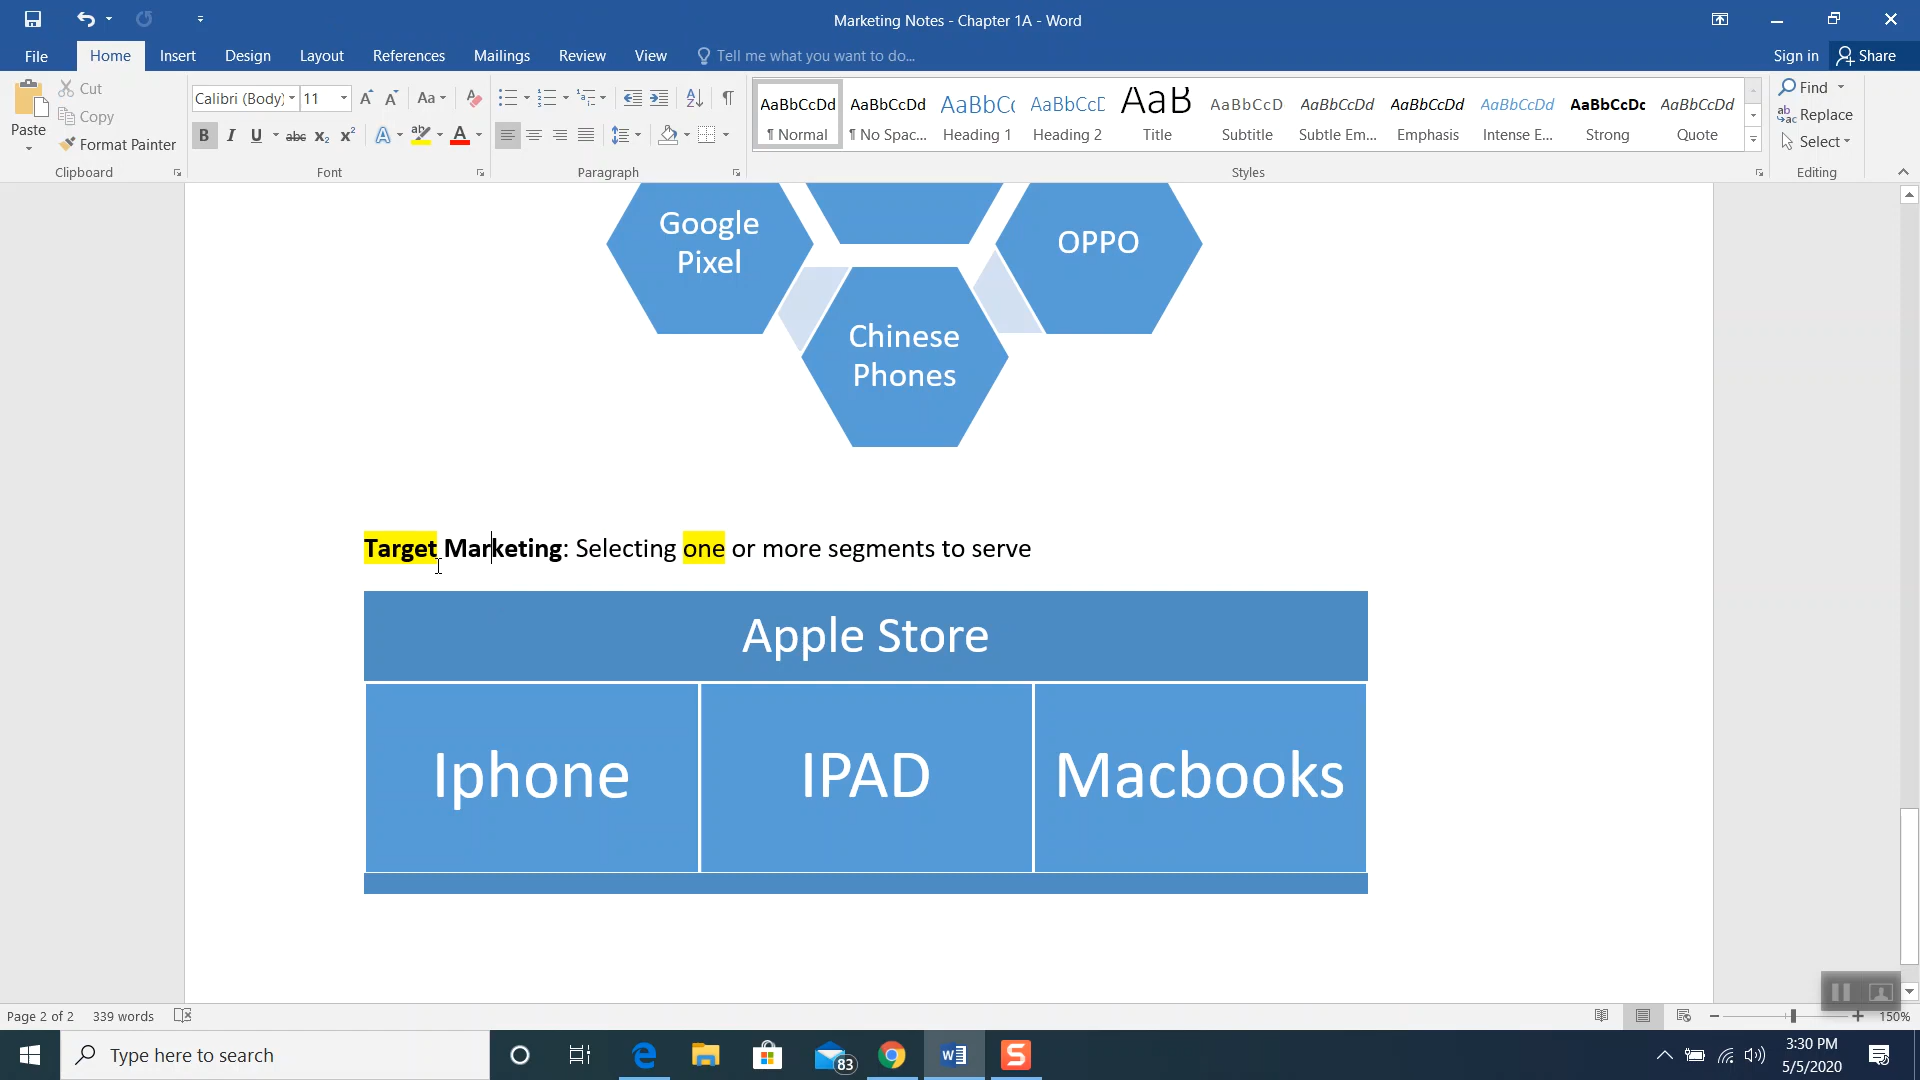 Marketing Notes - Chapter 1A - Word
File Home Insert Design Layout References Mailings Review View Tell me what you want to do... Sign in Share
Paste
Cut
Copy
Format Painter
Clipboard
Calibri (Body) 11
Font
Paragraph
AaBbCcDd AaBbCcDd AaBbC( AaBbCcC AaB AaBbCcD AaBbCcDd AaBbCcDd AaBbCcDd AaBbCcDc AaBbCcDd
¶ Normal ¶ No Spac... Heading 1 Heading 2 Title Subtitle Subtle Em... Emphasis Intense E... Strong Quote
Styles
Find
Replace
Select
Editing
Google
Pixel
OPPO
Chinese
Phones
Target Marketing: Selecting one or more segments to serve
Apple Store
Iphone IPAD Macbooks
Page 2 of 2 339 words 150%
Type here to search
83
3:30 PM
5/5/2020